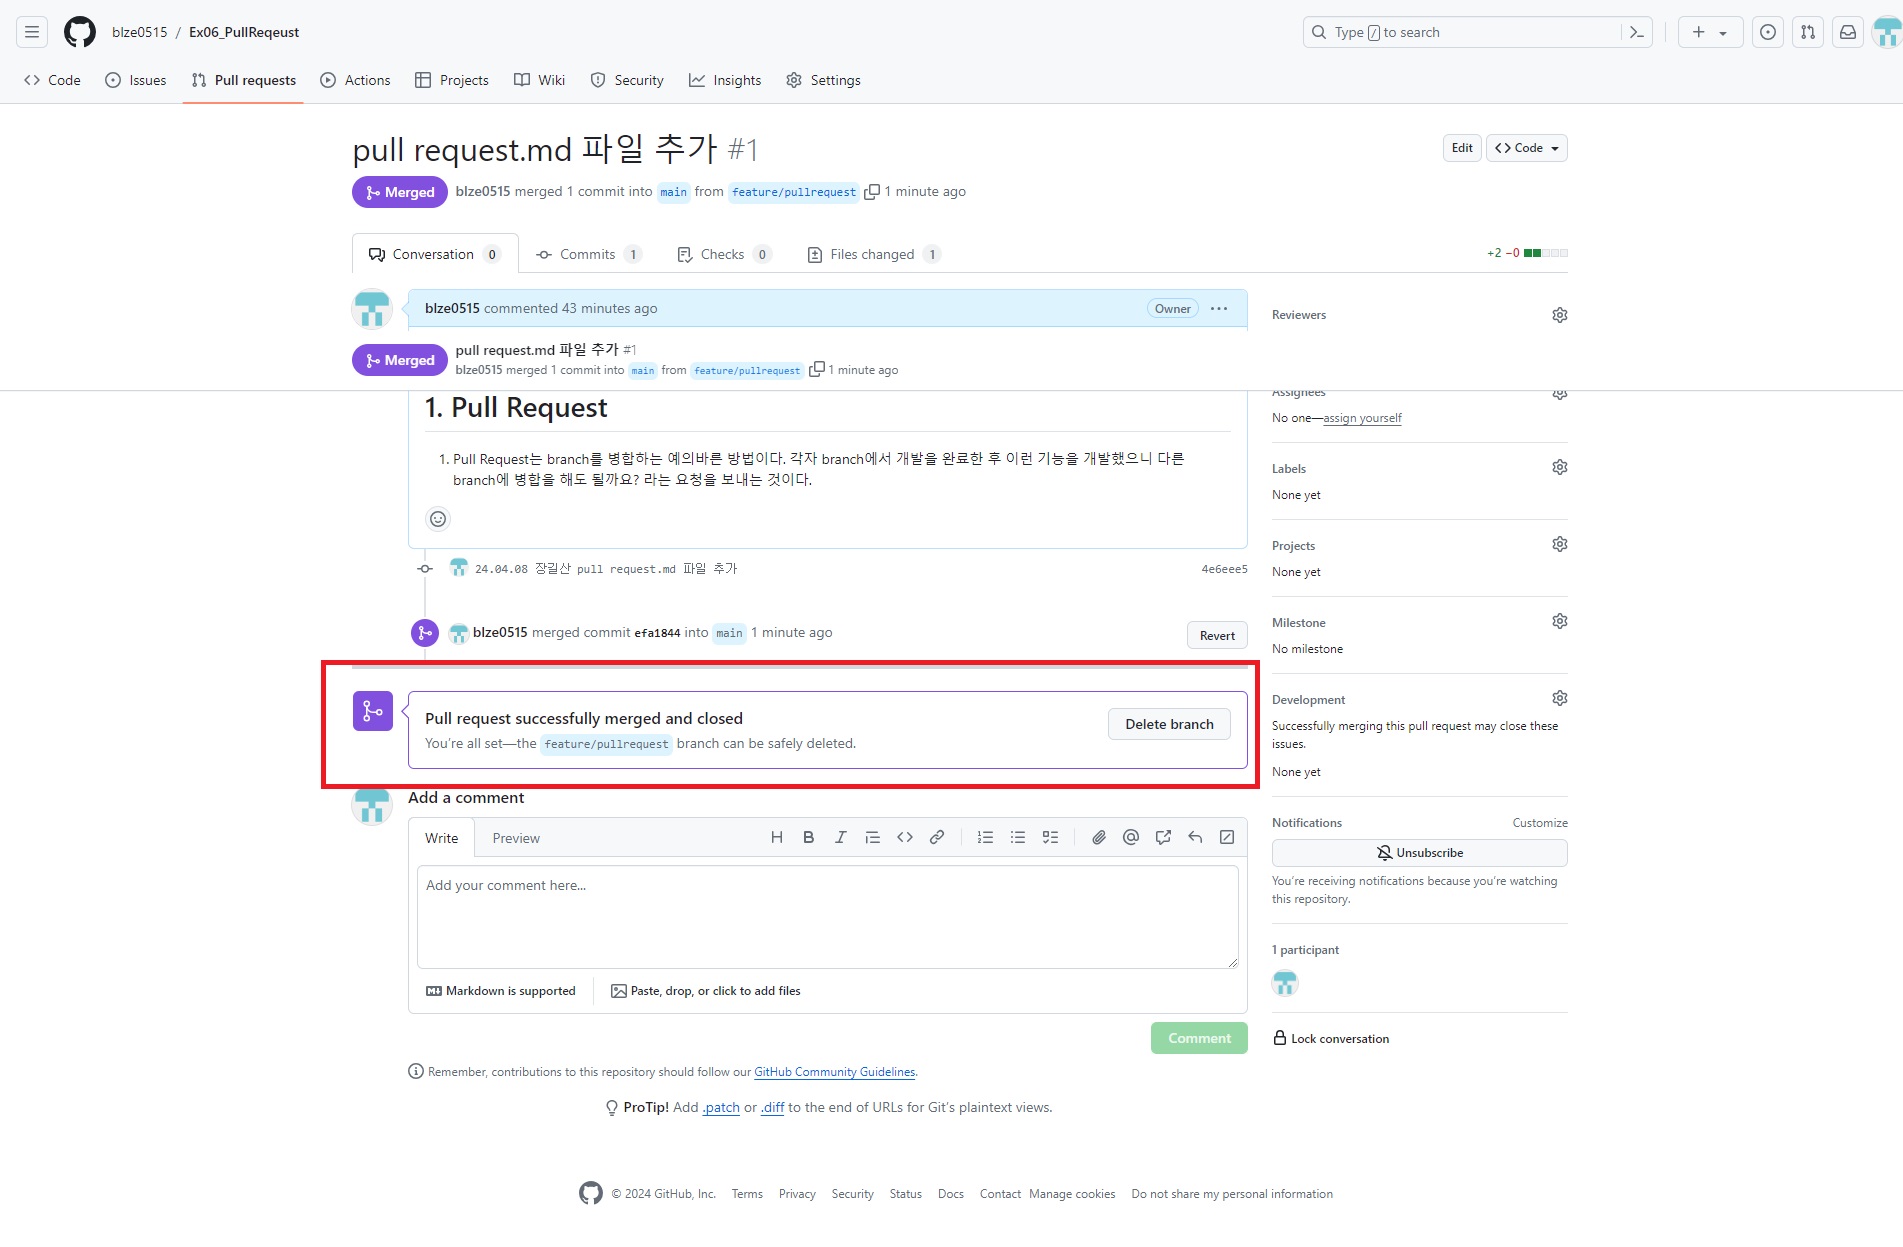 blze0515 / Ex06_PullReqeust
Type / to search
Code Issues Pull requests Actions Projects Wiki Security Insights Settings
pull request.md 파일 추가 #1
Edit
Code
Merged blze0515 merged 1 commit into main from feature/pullrequest 1 minute ago
Conversation 0 Commits 1 Checks 0 Files changed 1
+2 −0
blze0515 commented 43 minutes ago
Owner
Merged
pull request.md 파일 추가 #1
blze0515 merged 1 commit into main from feature/pullrequest 1 minute ago
1. Pull Request
1. Pull Request는 branch를 병합하는 예의바른 방법이다. 각자 branch에서 개발을 완료한 후 이런 기능을 개발했으니 다른
branch에 병합을 해도 될까요? 라는 요청을 보내는 것이다.
24.04.08 장길산 pull request.md 파일 추가
4e6eee5
blze0515 merged commit efa1844 into main 1 minute ago
Revert
Pull request successfully merged and closed
You're all set—the feature/pullrequest branch can be safely deleted.
Delete branch
Add a comment
Write Preview
Add your comment here...
Markdown is supported
Paste, drop, or click to add files
Comment
Remember, contributions to this repository should follow our GitHub Community Guidelines.
ProTip! Add .patch or .diff to the end of URLs for Git's plaintext views.
Reviewers
Assignees
No one—assign yourself
Labels
None yet
Projects
None yet
Milestone
No milestone
Development
Successfully merging this pull request may close these
issues.
None yet
Notifications
Customize
Unsubscribe
You're receiving notifications because you're watching
this repository.
1 participant
Lock conversation
© 2024 GitHub, Inc. Terms Privacy Security Status Docs Contact Manage cookies Do not share my personal information